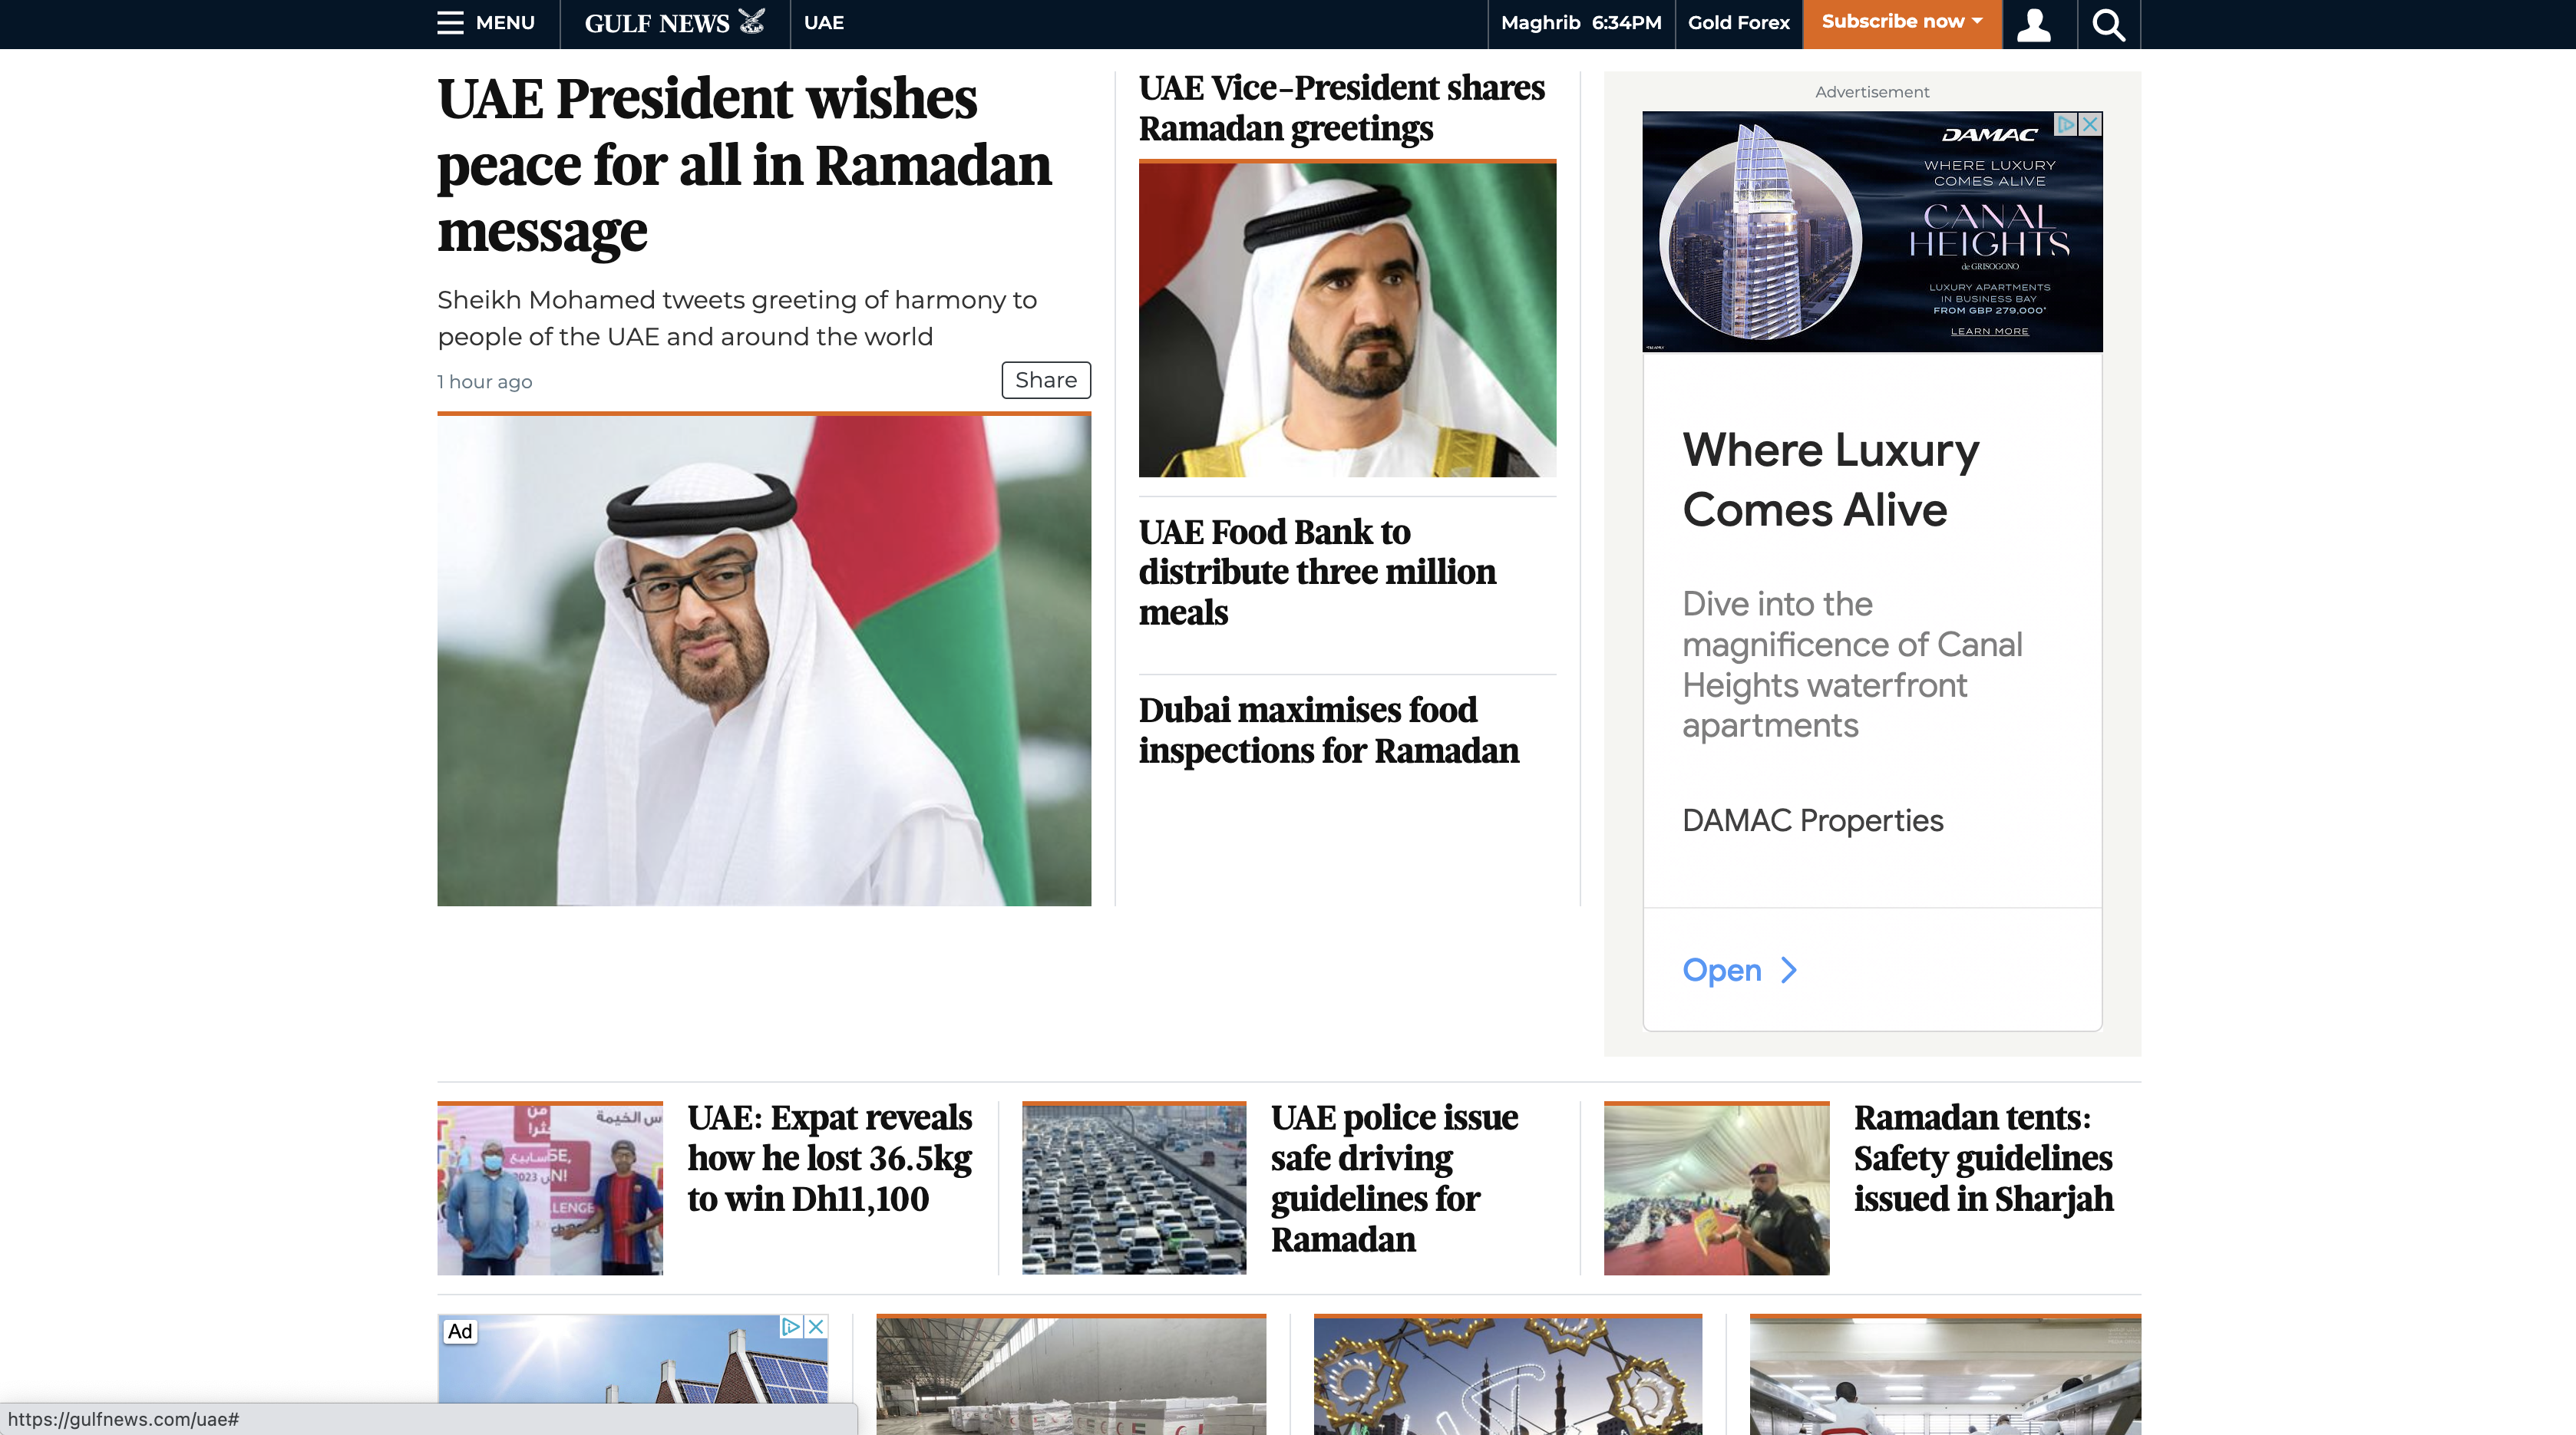 MENU
GULF NEWS
UAE
Maghrib 6:34PM
Gold Forex
Subscribe now
UAE President wishes
peace for all in Ramadan
message
Sheikh Mohamed tweets greeting of harmony to
people of the UAE and around the world
1 hour ago
Share
UAE Vice-President shares
Ramadan greetings
UAE Food Bank to
distribute three million
meals
Dubai maximises food
inspections for Ramadan
Advertisement
DAMAC
WHERE LUXURY
COMES ALIVE
CANAL
HEIGHTS
de GRISOGONO
LUXURY APARTMENTS
IN BUSINESS BAY
FROM GBP 279,000*
LEARN MORE
Where Luxury
Comes Alive
Dive into the
magnificence of Canal
Heights waterfront
apartments
DAMAC Properties
Open
UAE: Expat reveals
how he lost 36.5kg
to win Dh11,100
UAE police issue
safe driving
guidelines for
Ramadan
Ramadan tents:
Safety guidelines
issued in Sharjah
Ad
https://gulfnews.com/uae#